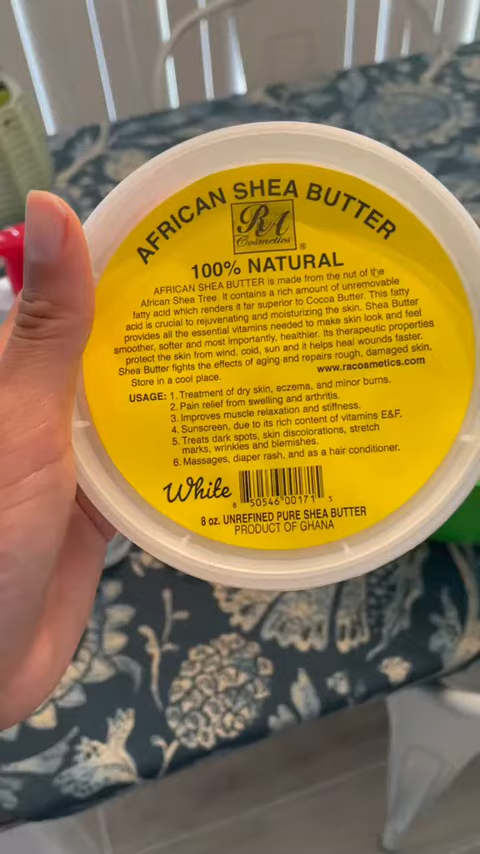 AFRICAN SHEA BUTTER
RA
Cosmetics
®
100% NATURAL
AFRICAN SHEA BUTTER is made from the nut of the
African Shea Tree. It contains a rich amount of unremovable
fatty acid which renders it far superior to Cocoa Butter. This fatty
acid is crucial to rejuvenating and moisturizing the skin. Shea Butter
provides all the essential vitamins needed to make skin look and feel
smoother, softer and most importantly, healthier. Its therapeutic properties
protect the skin from wind, cold, sun and it helps heal wounds faster.
Shea Butter fights the effects of aging and repairs rough, damaged skin.
Store in a cool place. www.racosmetics.com
USAGE: 1. Treatment of dry skin, eczema, and minor burns.
2. Pain relief from swelling and arthritis.
3. Improves muscle relaxation and stiffness.
4. Sunscreen, due to its rich content of vitamins E&F.
5. Treats dark spots, skin discolorations, stretch
marks, wrinkles and blemishes.
6. Massages, diaper rash, and as a hair conditioner.
White
50546 00171
8 oz. UNREFINED PURE SHEA BUTTER
PRODUCT OF GHANA